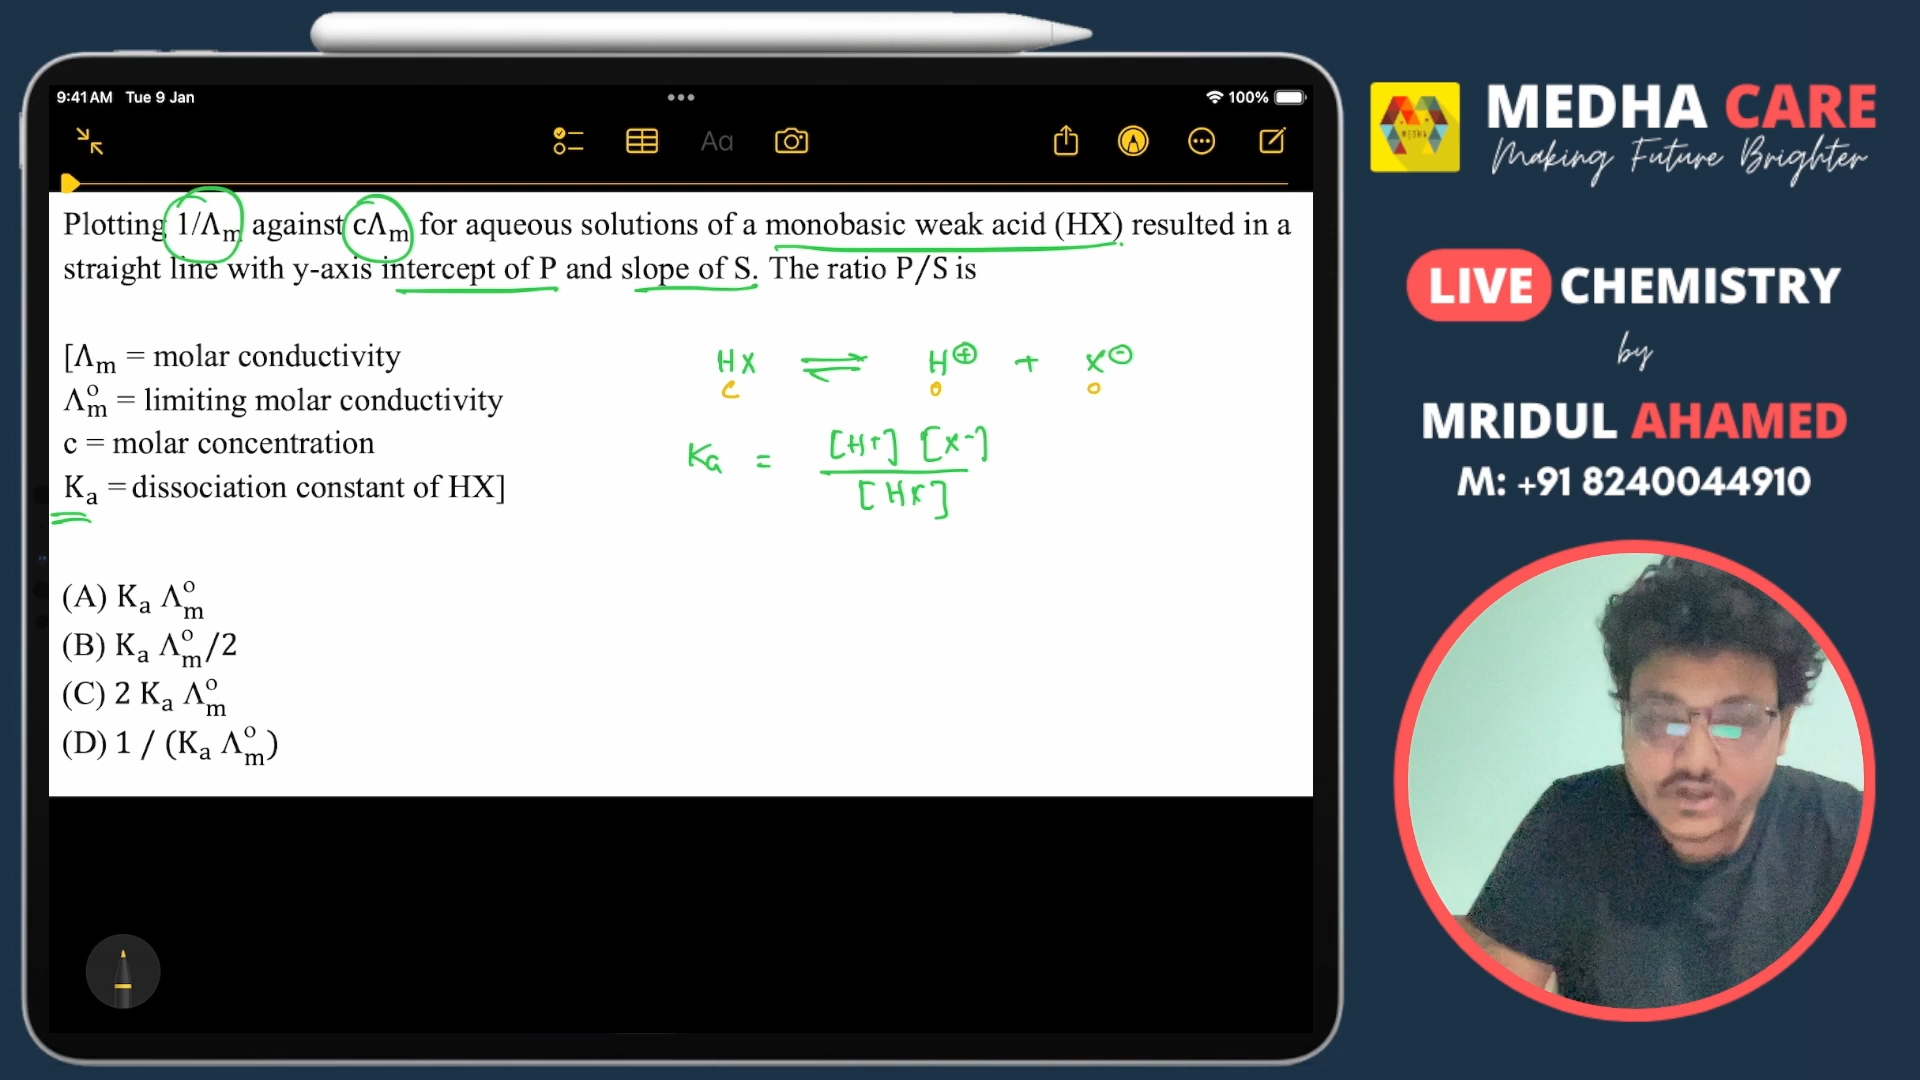 9:41AM Tue 9 Jan
100%
Aa
Plotting 1/Λm against cΛm for aqueous solutions of a monobasic weak acid (HX) resulted in a
straight line with y-axis intercept of P and slope of S. The ratio P/S is
[Λm = molar conductivity
Λ°m = limiting molar conductivity
c = molar concentration
Ka = dissociation constant of HX]
(A) Ka Λ°m
(B) Ka Λ°m /2
(C) 2 Ka Λ°m
(D) 1 / (Ka Λ°m)
HX ⇌ H⊕ + X⊖
c 0 0
Ka = [H+] [X-]
[HX]
MEDHA CARE
Making Future Brighter
MEDHA
LIVE CHEMISTRY
by
MRIDUL AHAMED
M: +91 8240044910